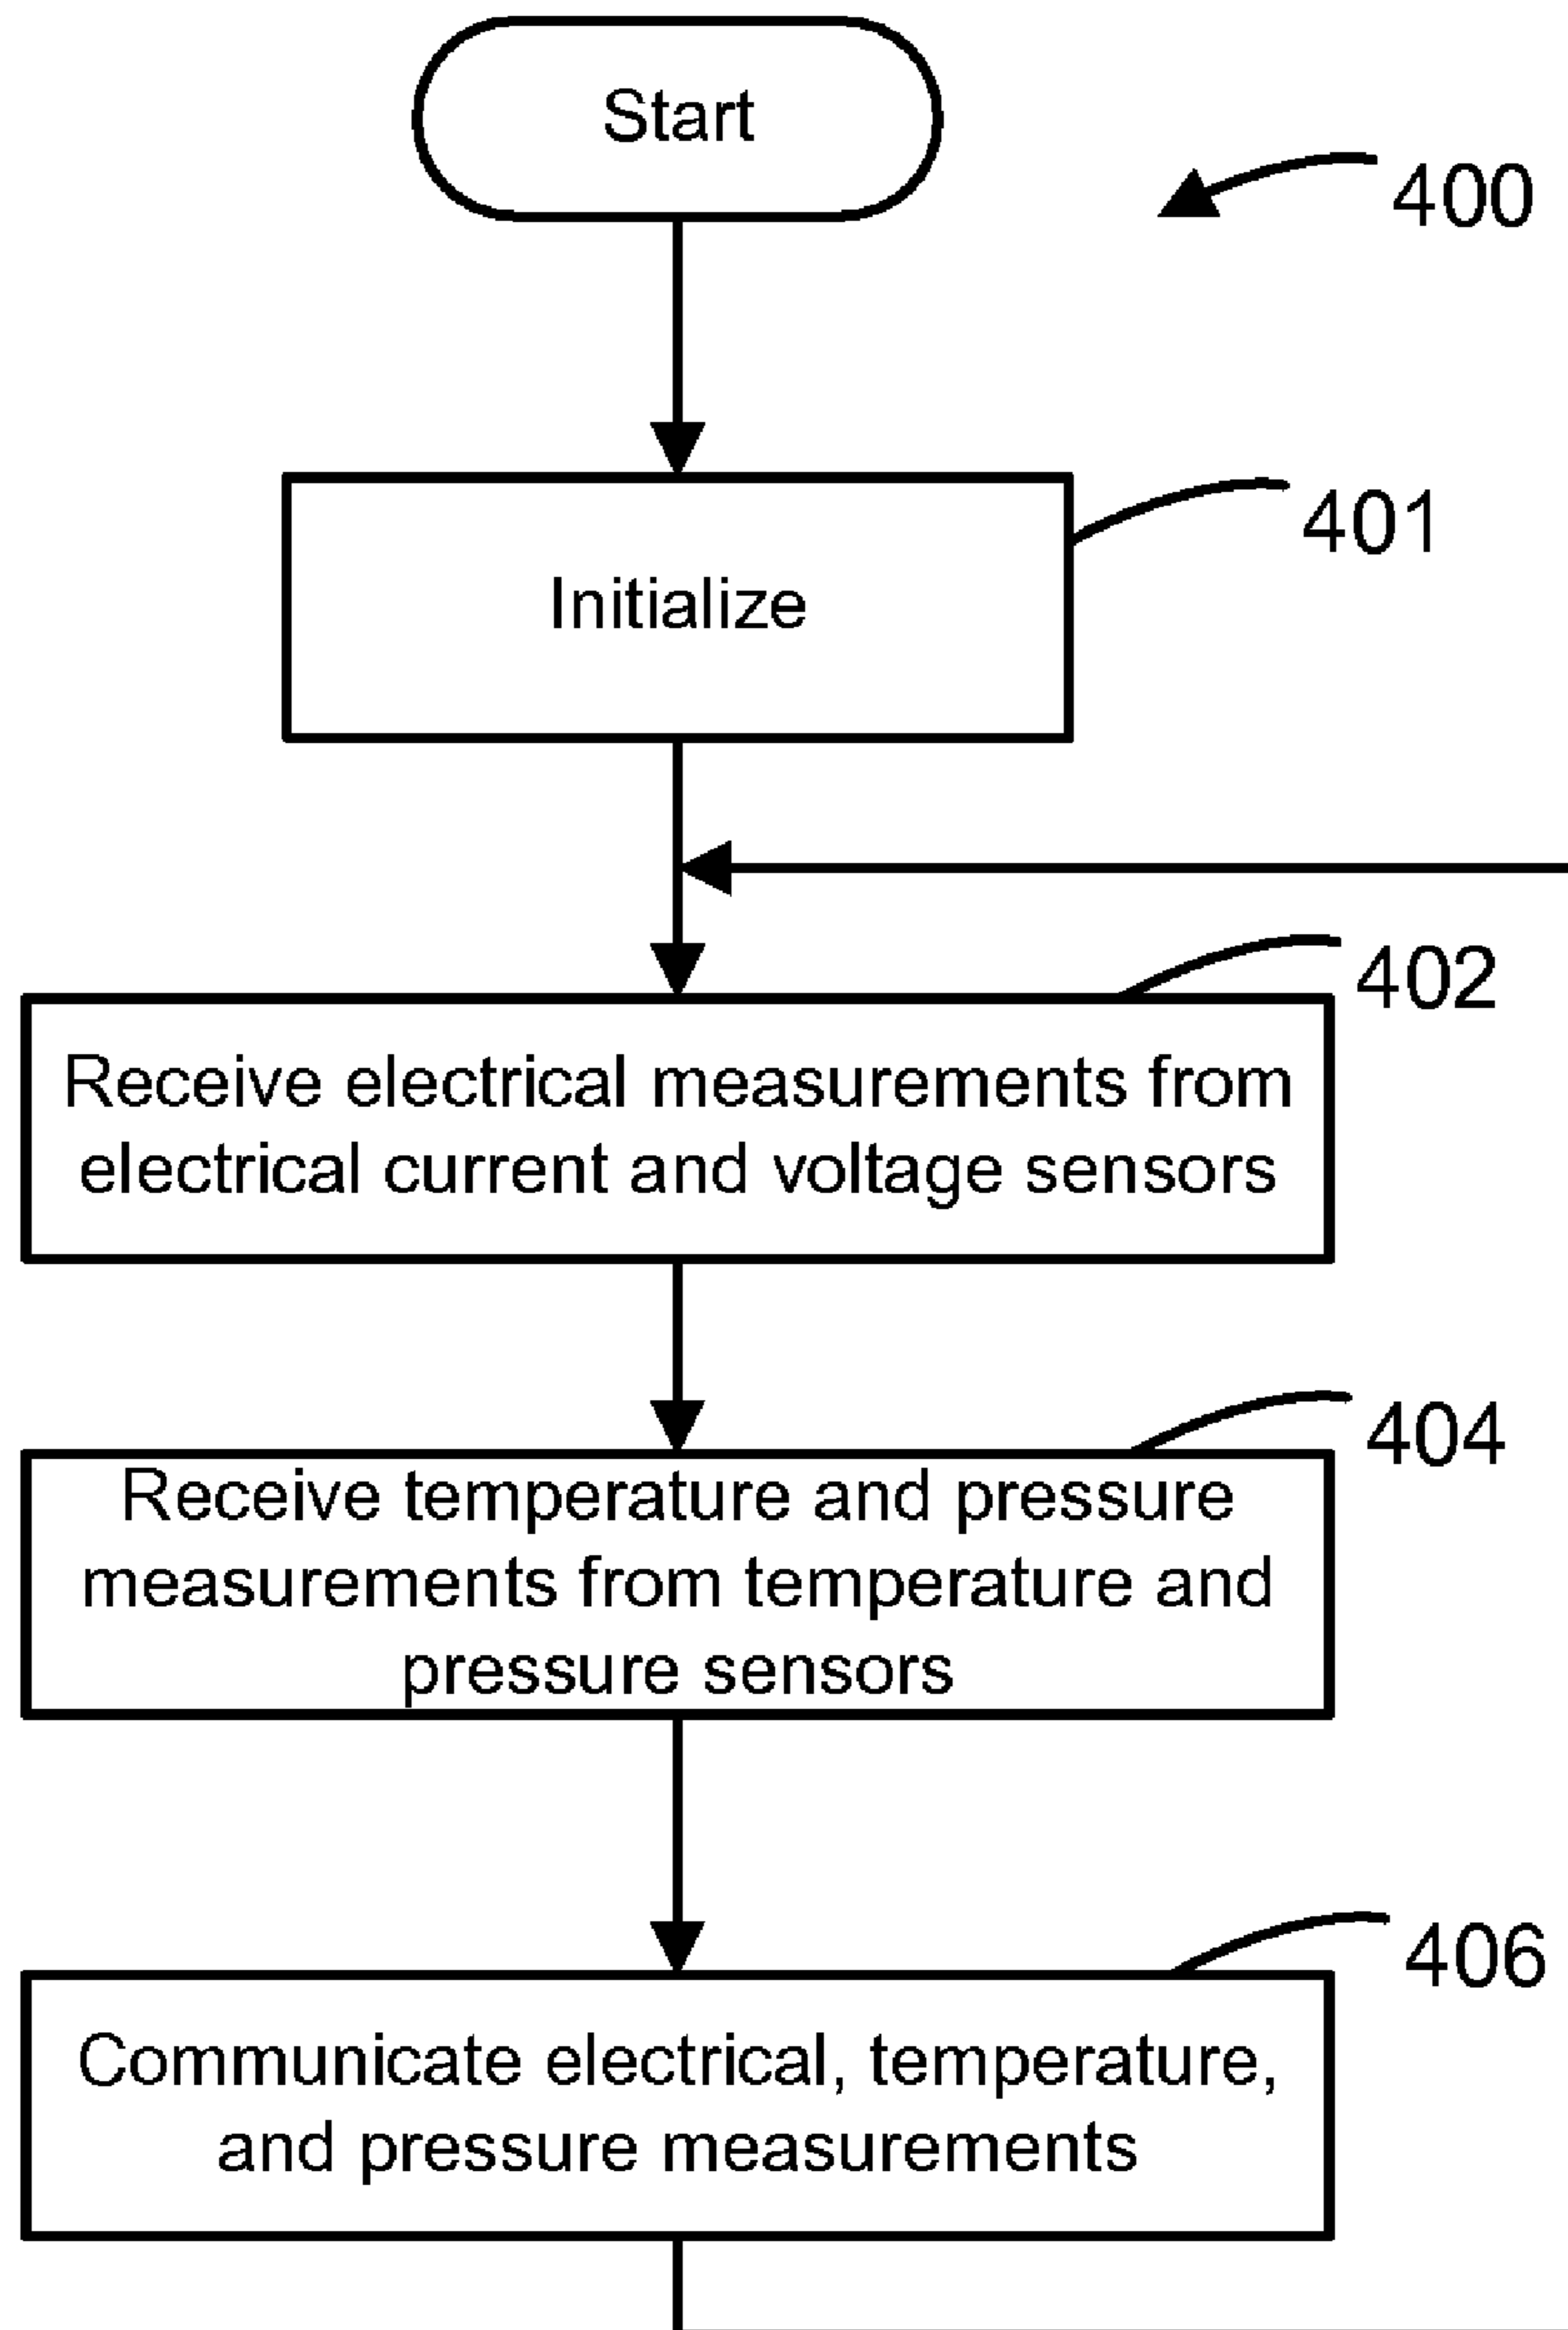 Start
400
401
Initialize
402
Receive electrical measurements from
electrical current and voltage sensors
404
Receive temperature and pressure
measurements from temperature and
pressure sensors
406
Communicate electrical, temperature,
and pressure measurements